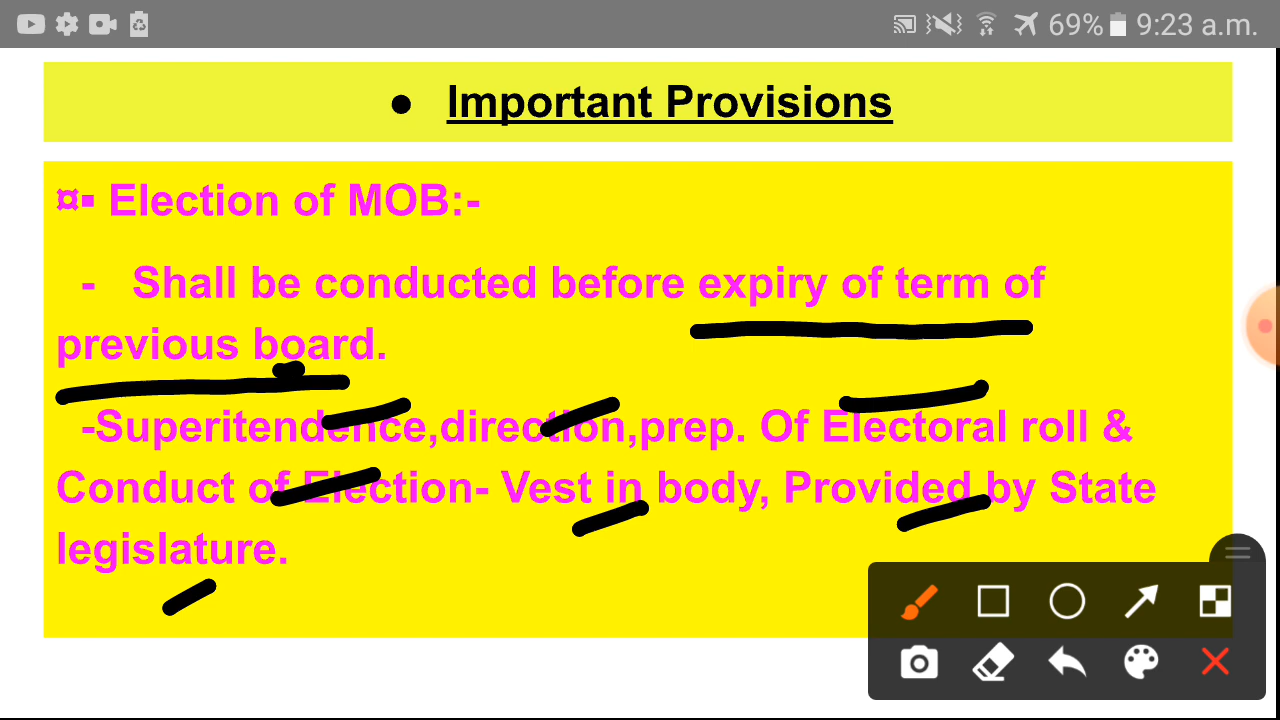 69% 9:23 a.m.
● Important Provisions
¤▪ Election of MOB:-
- Shall be conducted before expiry of term of
previous board.
-Superitendence,direction,prep. Of Electoral roll &
Conduct of Election- Vest in body, Provided by State
legislature.